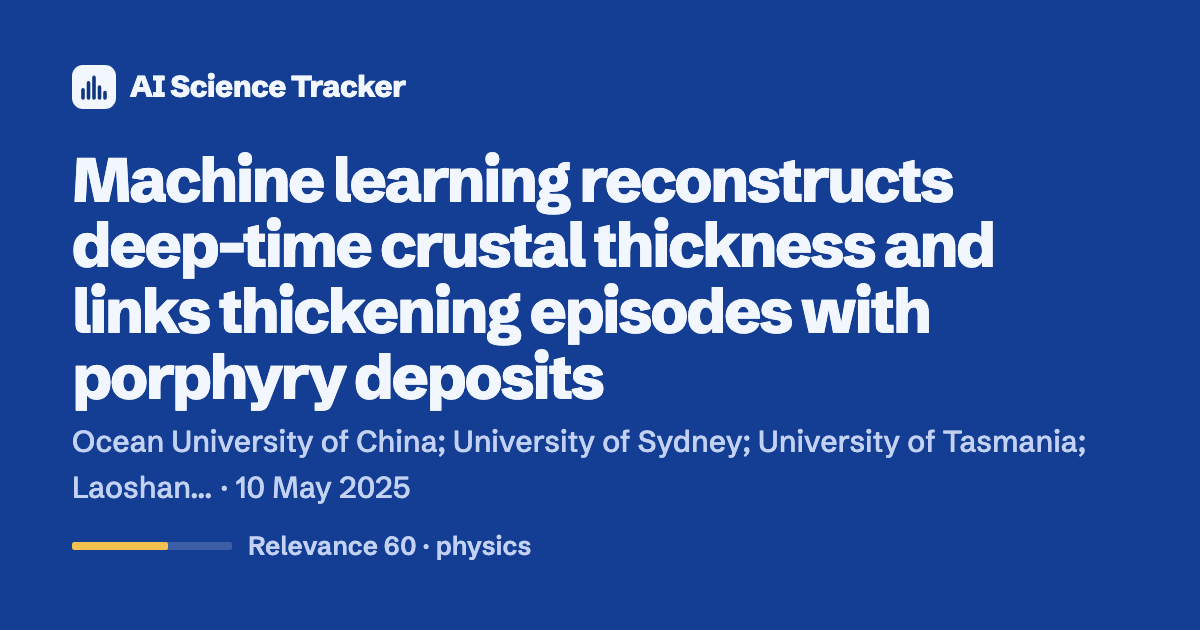 AI Science Tracker
Machine learning reconstructs
deep-time crustal thickness and
links thickening episodes with
porphyry deposits
Ocean University of China; University of Sydney; University of Tasmania;
Laoshan... · 10 May 2025
Relevance 60 · physics